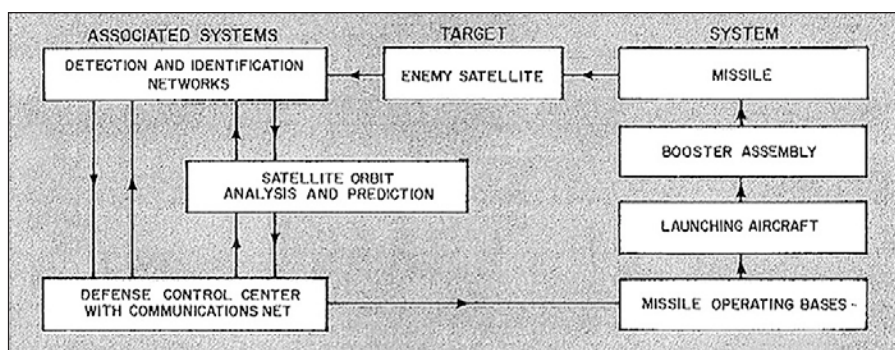 ASSOCIATED SYSTEMS
TARGET
SYSTEM
DETECTION AND IDENTIFICATION
NETWORKS
ENEMY SATELLITE
MISSILE
BOOSTER ASSEMBLY
SATELLITE ORBIT
ANALYSIS AND PREDICTION
LAUNCHING AIRCRAFT
DEFENSE CONTROL CENTER
WITH COMMUNICATIONS NET
MISSILE OPERATING BASES